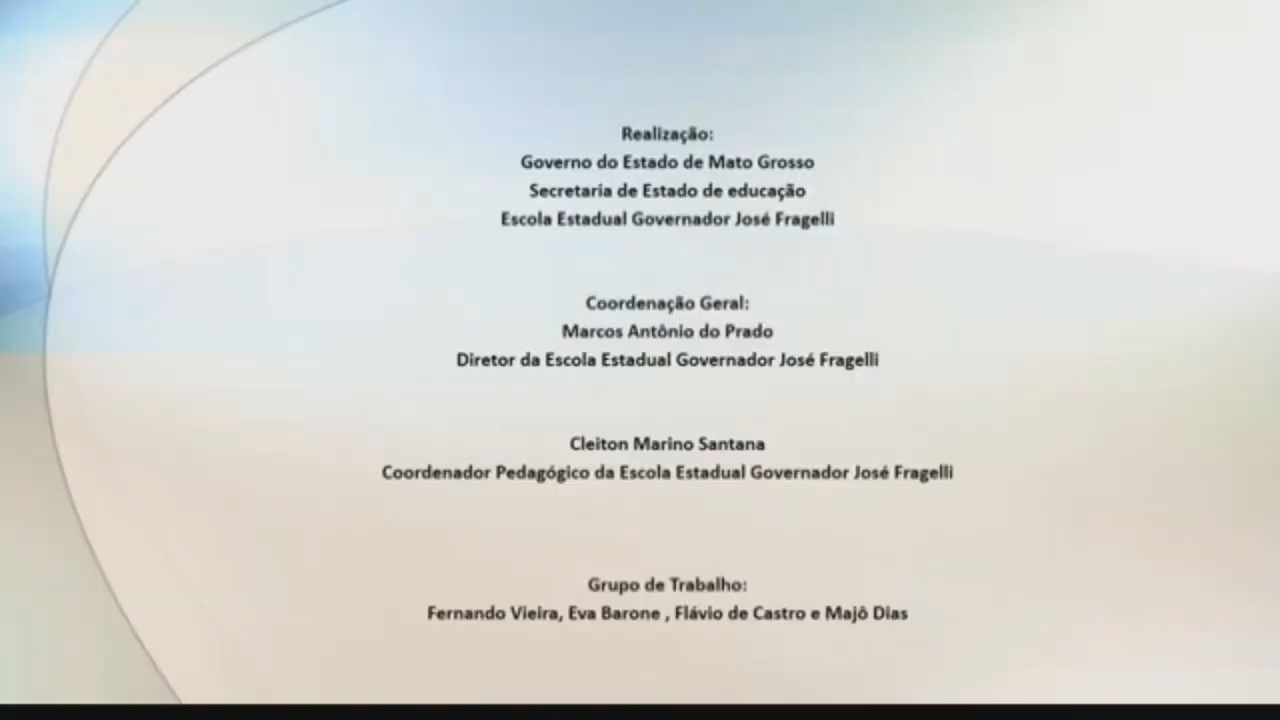 Realização:
Governo do Estado de Mato Grosso
Secretaria de Estado de educação
Escola Estadual Governador José Fragelli
Coordenação Geral:
Marcos Antônio do Prado
Diretor da Escola Estadual Governador José Fragelli
Cleiton Marino Santana
Coordenador Pedagógico da Escola Estadual Governador José Fragelli
Grupo de Trabalho:
Fernando Vieira, Eva Barone , Flávio de Castro e Majô Dias